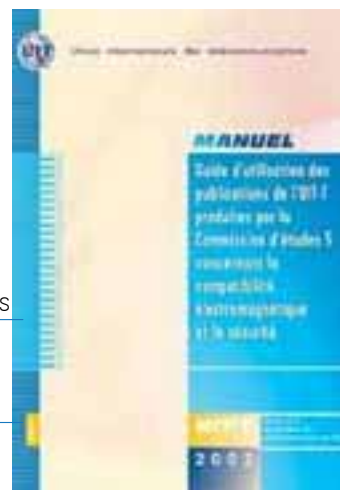 UIT
Union internationale des télécommunications
MANUEL
Guide d'utilisation des
publications de l'UIT-T
produites par la
Commission d'études 5
concernant la
compatibilité
électromagnétique
et la sécurité
S